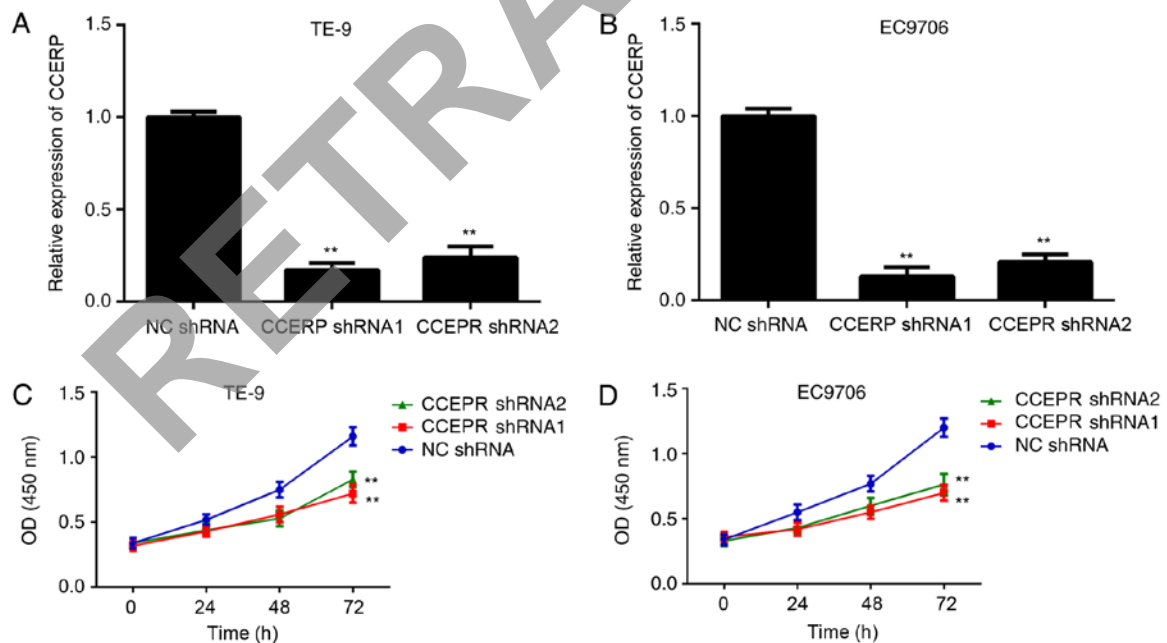 A
TE-9
Relative expression of CCERP
1.5
1.0
0.5
0.0
**
**
NC shRNA
CCERP shRNA1
CCEPR shRNA2
B
EC9706
Relative expression of CCERP
1.5
1.0
0.5
0.0
**
**
NC shRNA
CCERP shRNA1
CCEPR shRNA2
C
TE-9
OD (450 nm)
1.5
1.0
0.5
0.0
0
24
48
72
Time (h)
CCEPR shRNA2
CCEPR shRNA1
NC shRNA
**
**
D
EC9706
OD (450 nm)
1.5
1.0
0.5
0.0
0
24
48
72
Time (h)
CCEPR shRNA2
CCEPR shRNA1
NC shRNA
**
**
RETRA